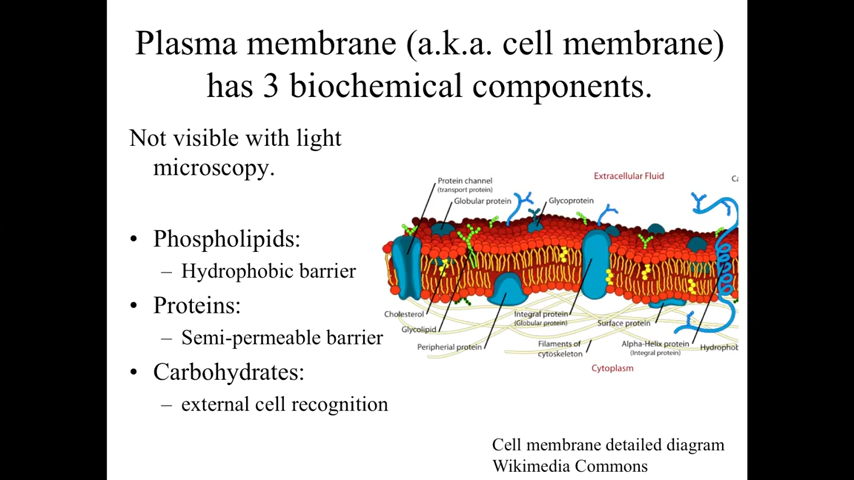 Plasma membrane (a.k.a. cell membrane)
has 3 biochemical components.
Not visible with light
microscopy.
• Phospholipids:
– Hydrophobic barrier
• Proteins:
– Semi-permeable barrier
• Carbohydrates:
– external cell recognition
Protein channel
(transport protein)
Globular protein
Glycoprotein
Extracellular Fluid
Ca
Cholesterol
Glycolipid
Peripheral protein
Integral protein
(Globular protein)
Filaments of
cytoskeleton
Surface protein
Alpha-Helix protein
(Integral protein)
Hydrophob
Cytoplasm
Cell membrane detailed diagram
Wikimedia Commons